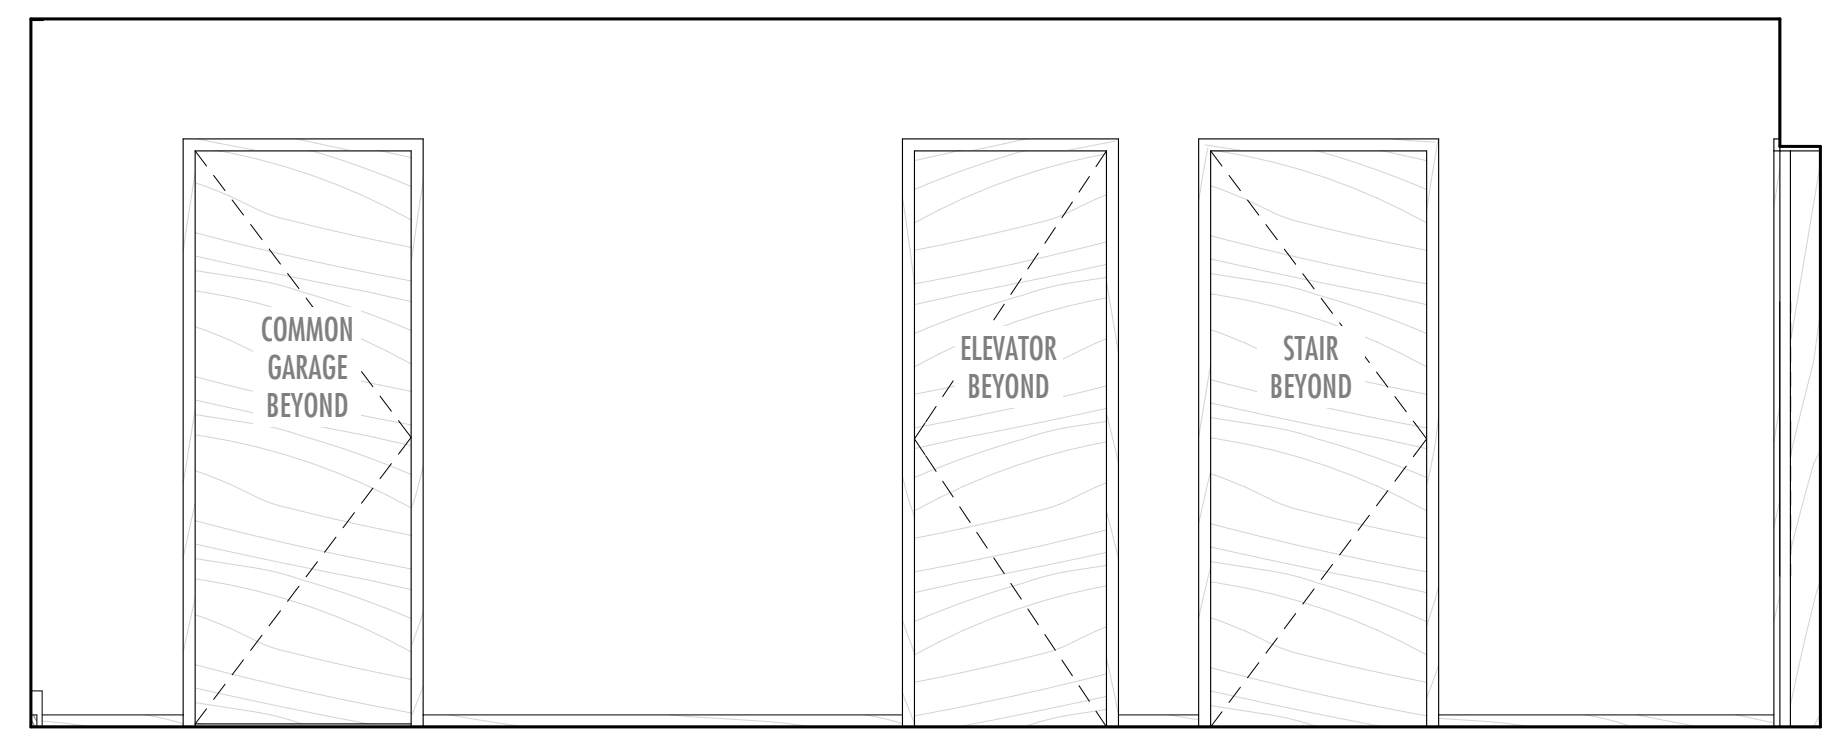 COMMON
GARAGE
BEYOND
ELEVATOR
BEYOND
STAIR
BEYOND